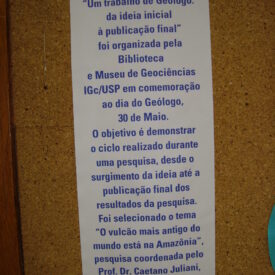 "Um trabalho de Geólogo:
da ideia inicial
à publicação final"
foi organizada pela
Biblioteca
e Museu de Geociências
IGc/USP em comemoração
ao dia do Geólogo,
30 de Maio.
O objetivo é demonstrar
o ciclo realizado durante
uma pesquisa, desde o
surgimento da ideia até a
publicação final dos
resultados da pesquisa.
Foi selecionado o tema
"O vulcão mais antigo do
mundo está na Amazônia",
pesquisa coordenada pelo
Prof. Dr. Caetano Juliani,